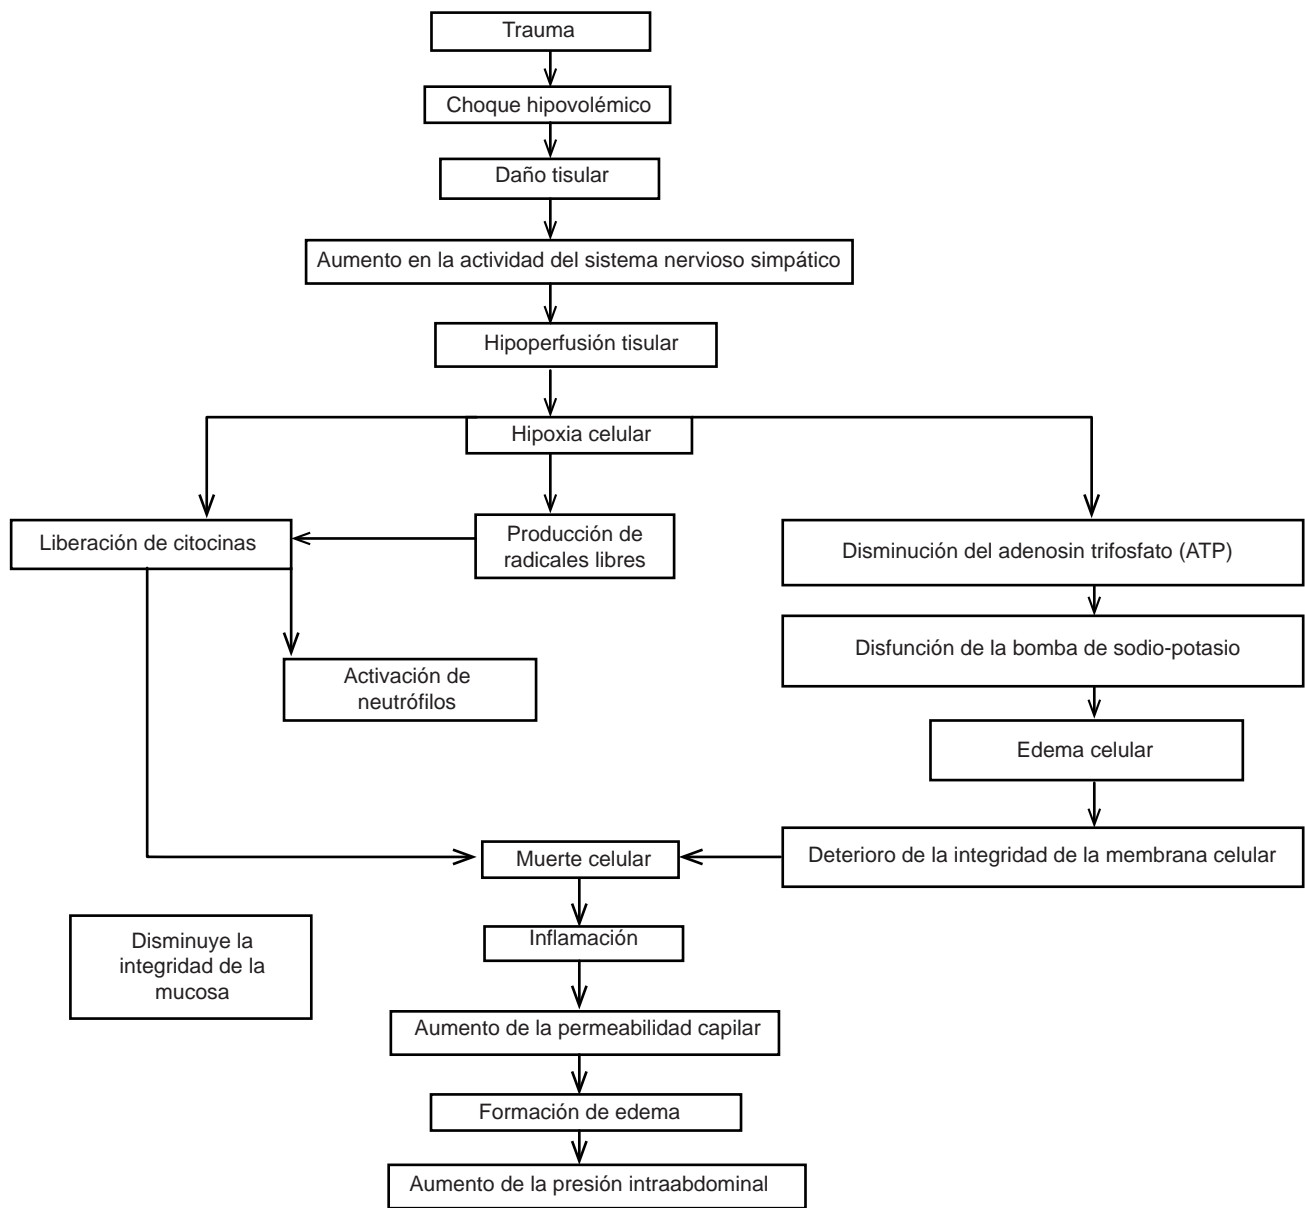 Trauma
Choque hipovolémico
Daño tisular
Aumento en la actividad del sistema nervioso simpático
Hipoperfusión tisular
Hipoxia celular
Liberación de citocinas
Producción de
radicales libres
Disminución del adenosin trifosfato (ATP)
Disfunción de la bomba de sodio-potasio
Activación de
neutrófilos
Edema celular
Muerte celular
Deterioro de la integridad de la membrana celular
Disminuye la
integridad de la
mucosa
Inflamación
Aumento de la permeabilidad capilar
Formación de edema
Aumento de la presión intraabdominal